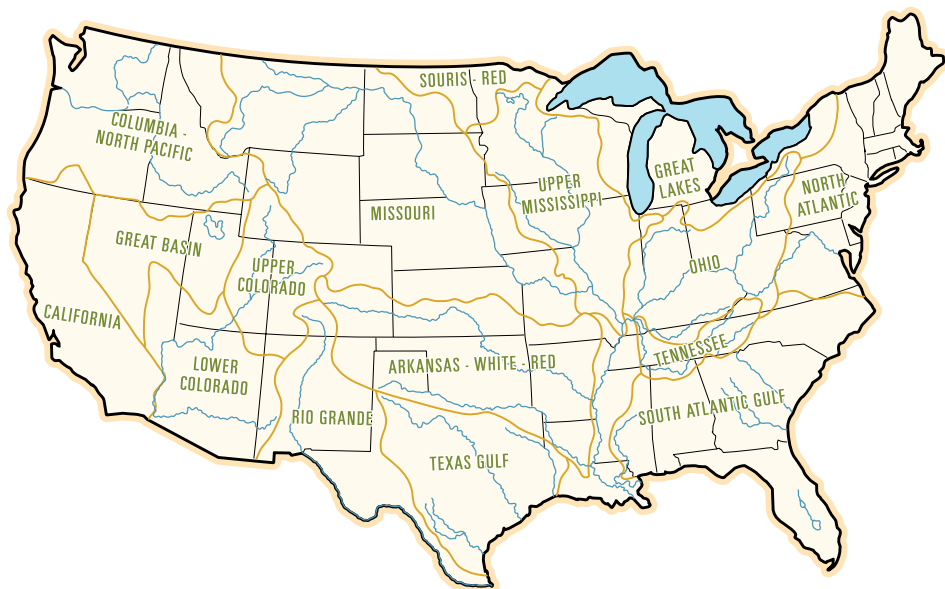 SOURIS - RED
COLUMBIA -
NORTH PACIFIC
GREAT
LAKES
UPPER
MISSISSIPPI
NORTH
ATLANTIC
MISSOURI
GREAT BASIN
UPPER
COLORADO
OHIO
CALIFORNIA
TENNESSEE
LOWER
COLORADO
ARKANSAS - WHITE - RED
RIO GRANDE
SOUTH ATLANTIC GULF
TEXAS GULF